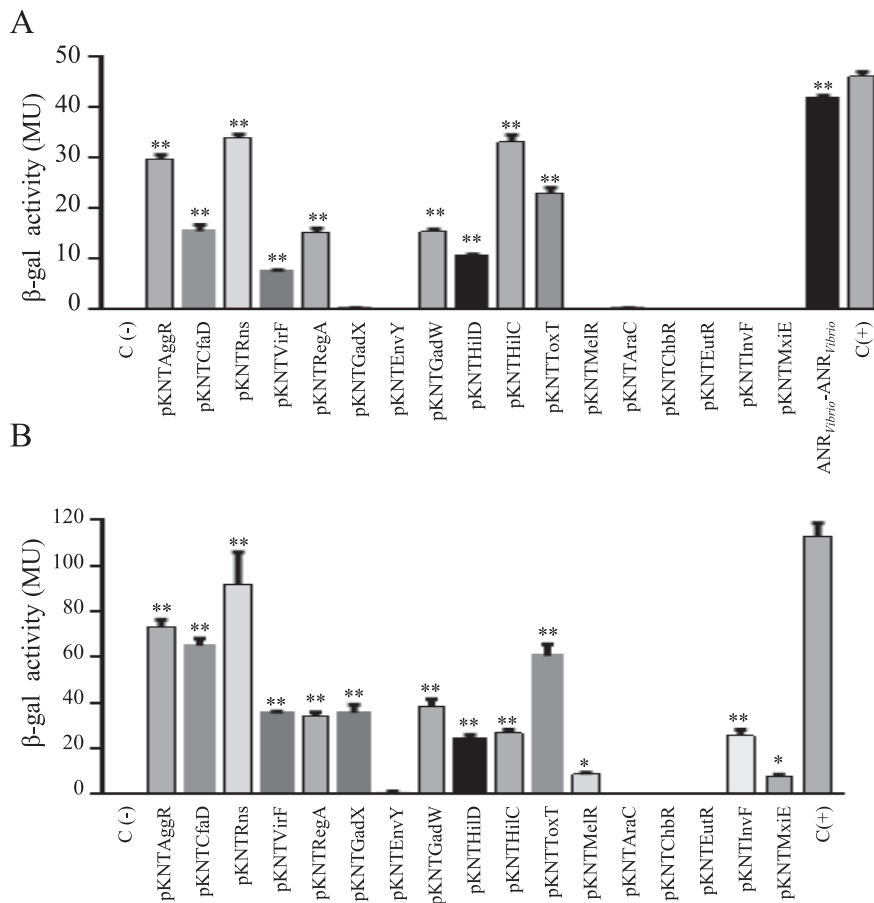 A
β-gal activity (MU)
50
40
30
20
10
0
**
**
**
**
**
**
**
**
**
**
C (-)
pKNTAggR
pKNTCfaD
pKNTRns
pKNTVirF
pKNTRegA
pKNTGadX
pKNTEnvY
pKNTGadW
pKNTHilD
pKNTHilC
pKNTToxT
pKNTMelR
pKNTAraC
pKNTChbR
pKNTEutR
pKNTInvF
pKNTMxiE
ANRVibrio-ANRVibrio
C(+)
B
β-gal activity (MU)
120
100
80
60
40
20
0
**
**
**
**
**
**
**
**
**
**
*
**
*
C (-)
pKNTAggR
pKNTCfaD
pKNTRns
pKNTVirF
pKNTRegA
pKNTGadX
pKNTEnvY
pKNTGadW
pKNTHilD
pKNTHilC
pKNTToxT
pKNTMelR
pKNTAraC
pKNTChbR
pKNTEutR
pKNTInvF
pKNTMxiE
C(+)